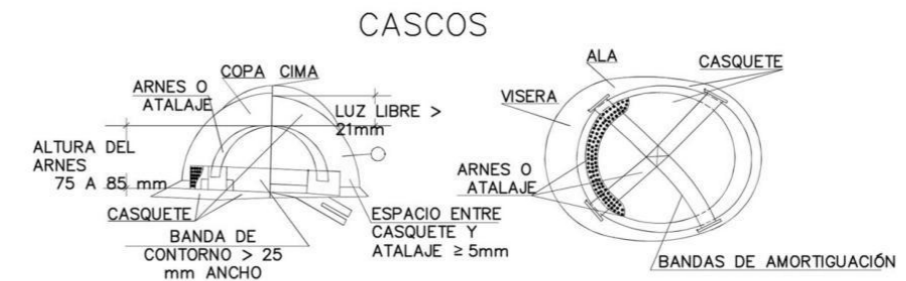 CASCOS
COPA
CIMA
ARNES O
ATALAJE
LUZ LIBRE >
21mm
ALTURA DEL
ARNES
75 A 85 mm
CASQUETE
BANDA DE
CONTORNO > 25
mm ANCHO
ESPACIO ENTRE
CASQUETE Y
ATALAJE ≥ 5mm
ALA
CASQUETE
VISERA
ARNES O
ATALAJE
BANDAS DE AMORTIGUACIÓN